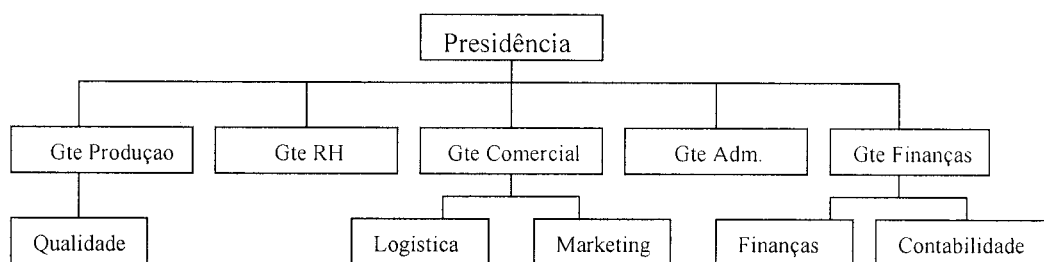 Presidência
Gte Produçao
Gte RH
Gte Comercial
Gte Adm.
Gte Finanças
Qualidade
Logistica
Marketing
Finanças
Contabilidade